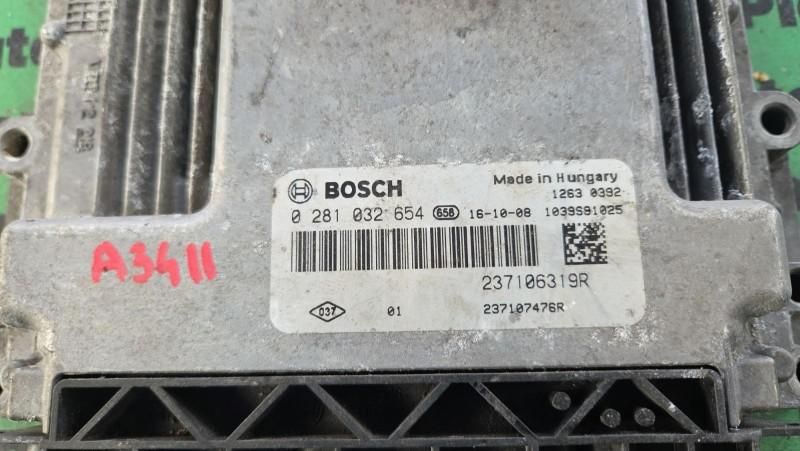 BOSCH
Made in Hungary
1263 0392
0 281 032 654 658 16-10-08 1039S91025
237106319R
037 01 237107476R
A3411